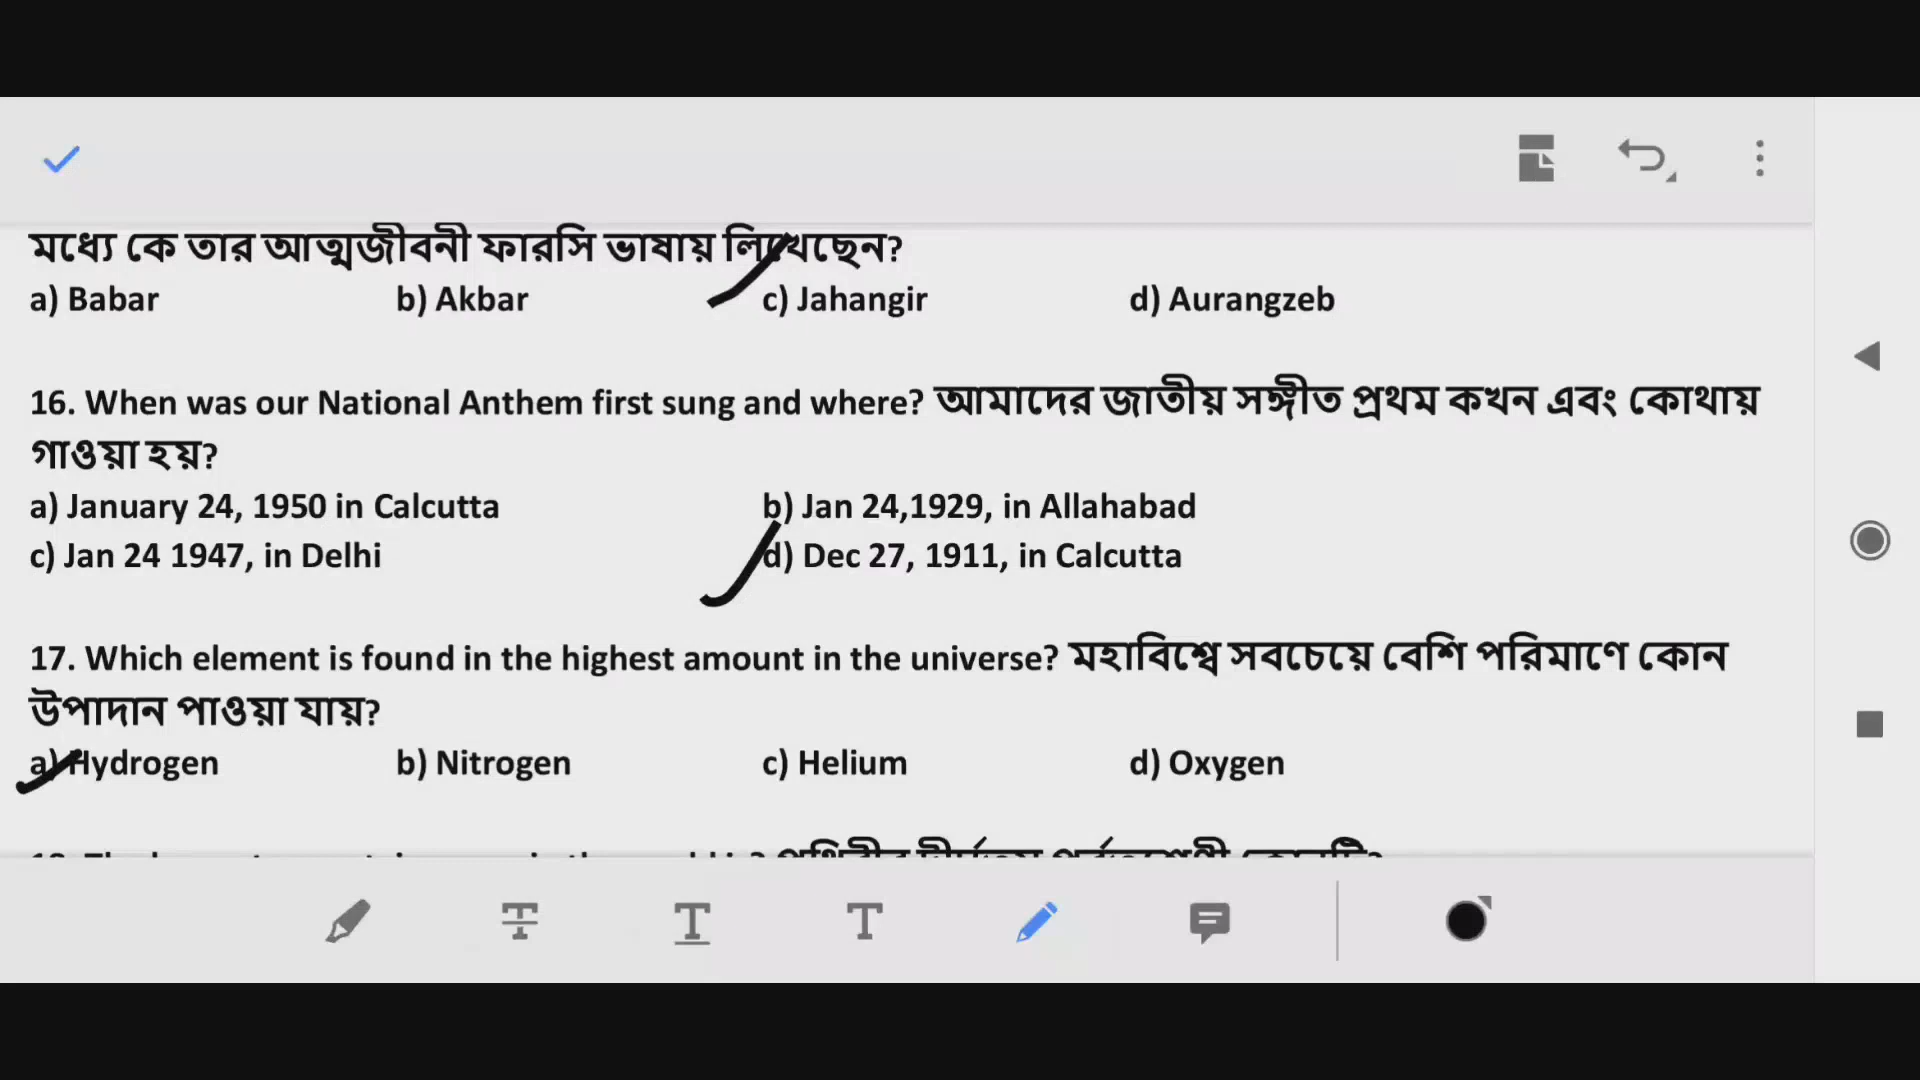 মধ্যে কে তার আত্মজীবনী ফারসি ভাষায় লিখেছেন?
a) Babar b) Akbar c) Jahangir d) Aurangzeb
16. When was our National Anthem first sung and where? আমাদের জাতীয় সঙ্গীত প্রথম কখন এবং কোথায়
গাওয়া হয়?
a) January 24, 1950 in Calcutta b) Jan 24,1929, in Allahabad
c) Jan 24 1947, in Delhi d) Dec 27, 1911, in Calcutta
17. Which element is found in the highest amount in the universe? মহাবিশ্বে সবচেয়ে বেশি পরিমাণে কোন
উপাদান পাওয়া যায়?
a) Hydrogen b) Nitrogen c) Helium d) Oxygen